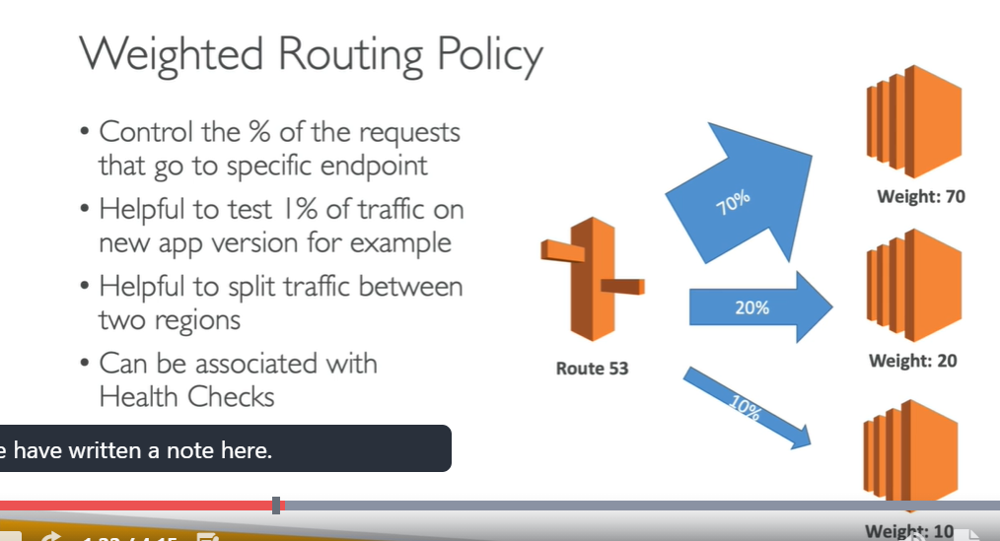 Weighted Routing Policy
• Control the % of the requests
that go to specific endpoint
• Helpful to test 1% of traffic on
new app version for example
• Helpful to split traffic between
two regions
• Can be associated with
Health Checks
70%
Weight: 70
20%
Weight: 20
Route 53
10%
Weight: 10
e have written a note here.